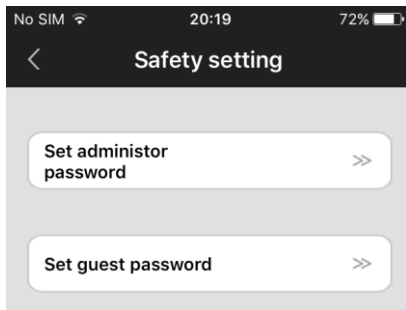 No SIM 20:19 72%
Safety setting
Set administor
password
Set guest password